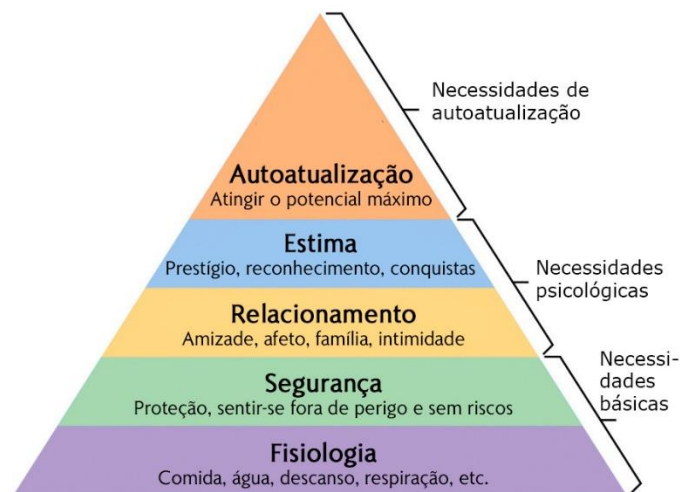 Necessidades de
autoatualização
Autoatualização
Atingir o potencial máximo
Estima
Prestígio, reconhecimento, conquistas
Necessidades
psicológicas
Relacionamento
Amizade, afeto, família, intimidade
Segurança
Proteção, sentir-se fora de perigo e sem riscos
Necessi-
dades
básicas
Fisiologia
Comida, água, descanso, respiração, etc.